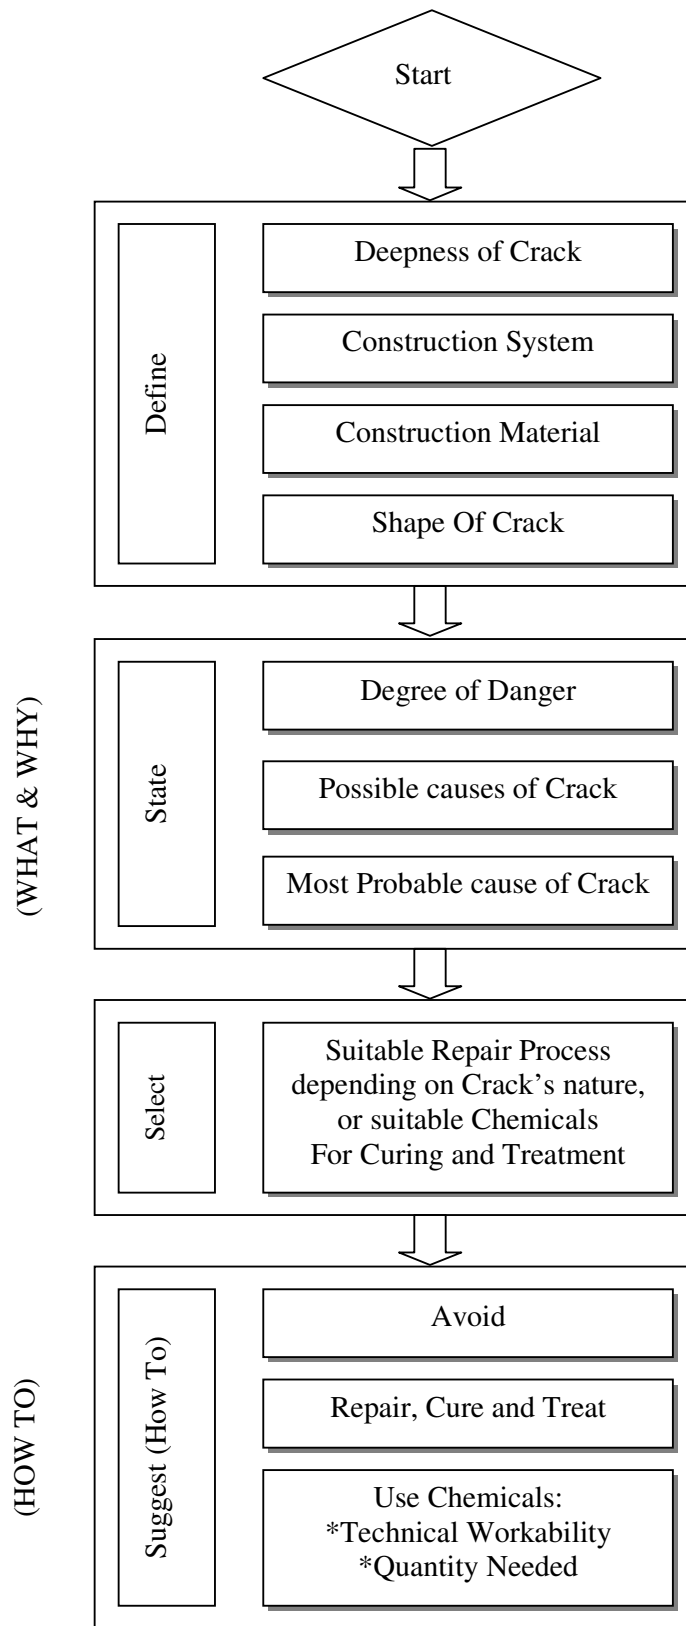 Start
Define
Deepness of Crack
Construction System
Construction Material
Shape Of Crack
(WHAT & WHY)
State
Degree of Danger
Possible causes of Crack
Most Probable cause of Crack
Select
Suitable Repair Process
depending on Crack's nature,
or suitable Chemicals
For Curing and Treatment
(HOW TO)
Suggest (How To)
Avoid
Repair, Cure and Treat
Use Chemicals:
*Technical Workability
*Quantity Needed